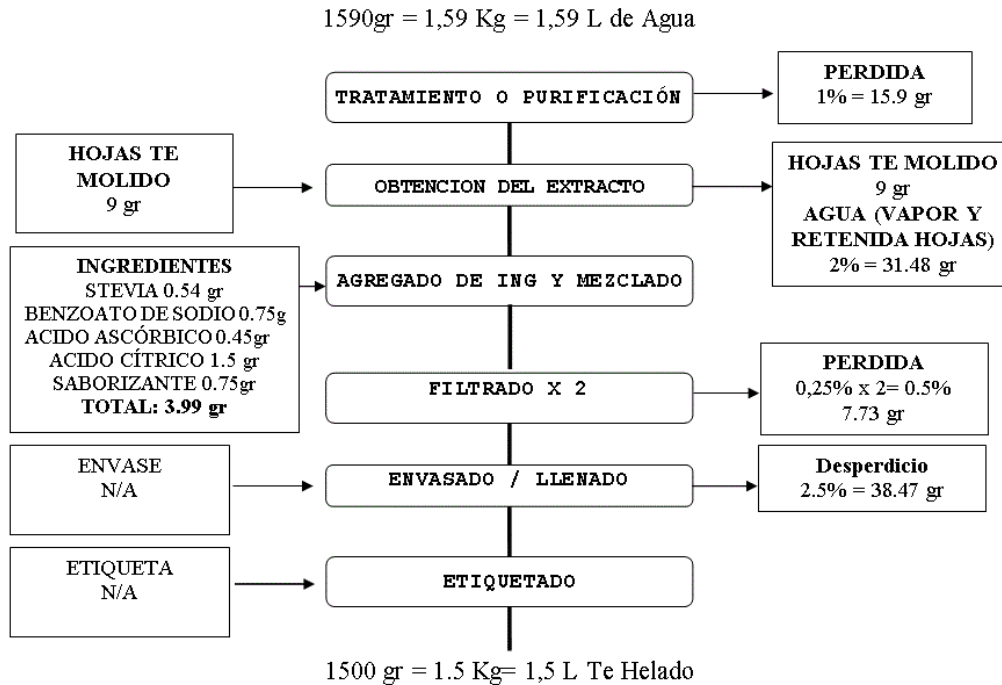 1590gr = 1,59 Kg = 1,59 L de Agua
TRATAMIENTO O PURIFICACIÓN
PERDIDA
1% = 15.9 gr
HOJAS TE
MOLIDO
9 gr
OBTENCION DEL EXTRACTO
HOJAS TE MOLIDO
9 gr
AGUA (VAPOR Y
RETENIDA HOJAS)
2% = 31.48 gr
INGREDIENTES
STEVIA 0.54 gr
BENZOATO DE SODIO 0.75g
ACIDO ASCÓRBICO 0.45gr
ACIDO CÍTRICO 1.5 gr
SABORIZANTE 0.75gr
TOTAL: 3.99 gr
AGREGADO DE ING Y MEZCLADO
FILTRADO X 2
PERDIDA
0,25% x 2= 0.5%
7.73 gr
ENVASE
N/A
ENVASADO / LLENADO
Desperdicio
2.5% = 38.47 gr
ETIQUETA
N/A
ETIQUETADO
1500 gr = 1.5 Kg= 1,5 L Te Helado